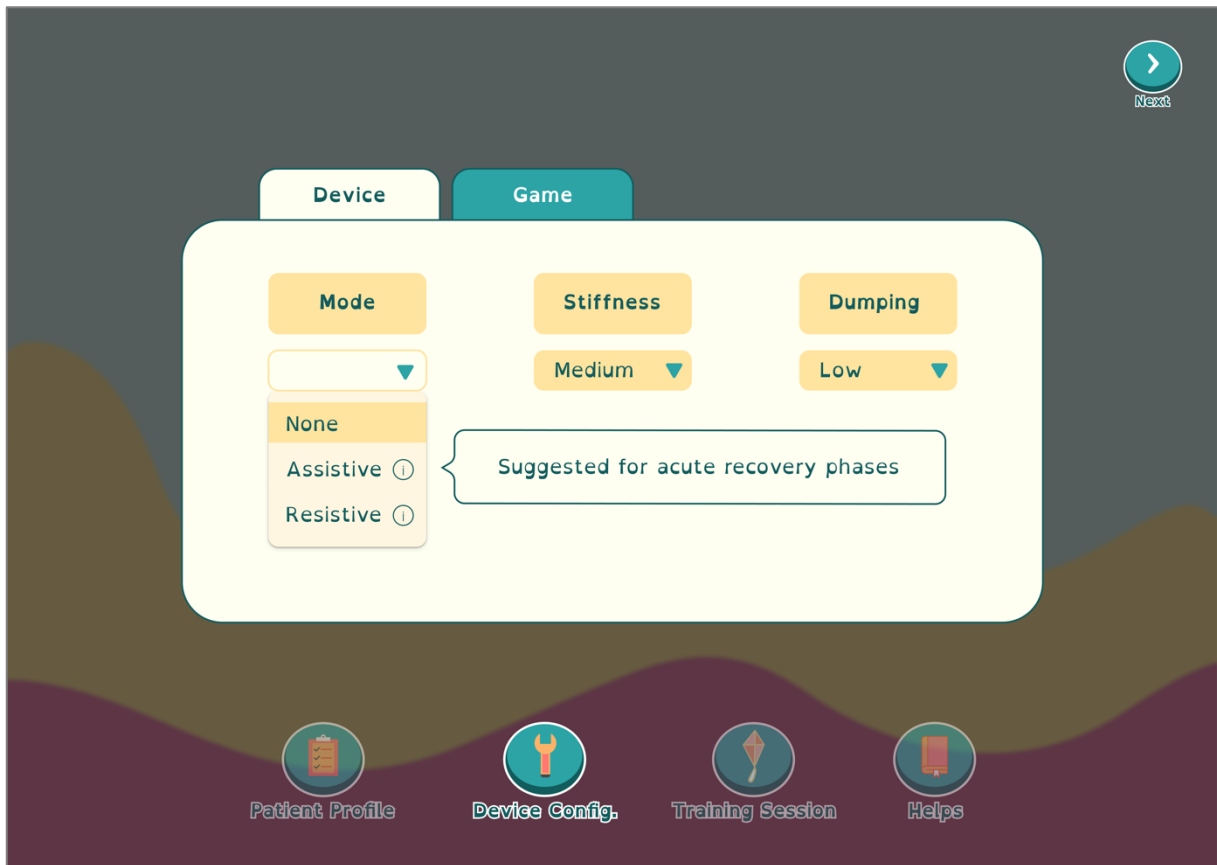 Next
Device
Game
Mode
Stiffness
Dumping
Medium
Low
None
Assistive
Suggested for acute recovery phases
Resistive
Patient Profile
Device Config.
Training Session
Helps